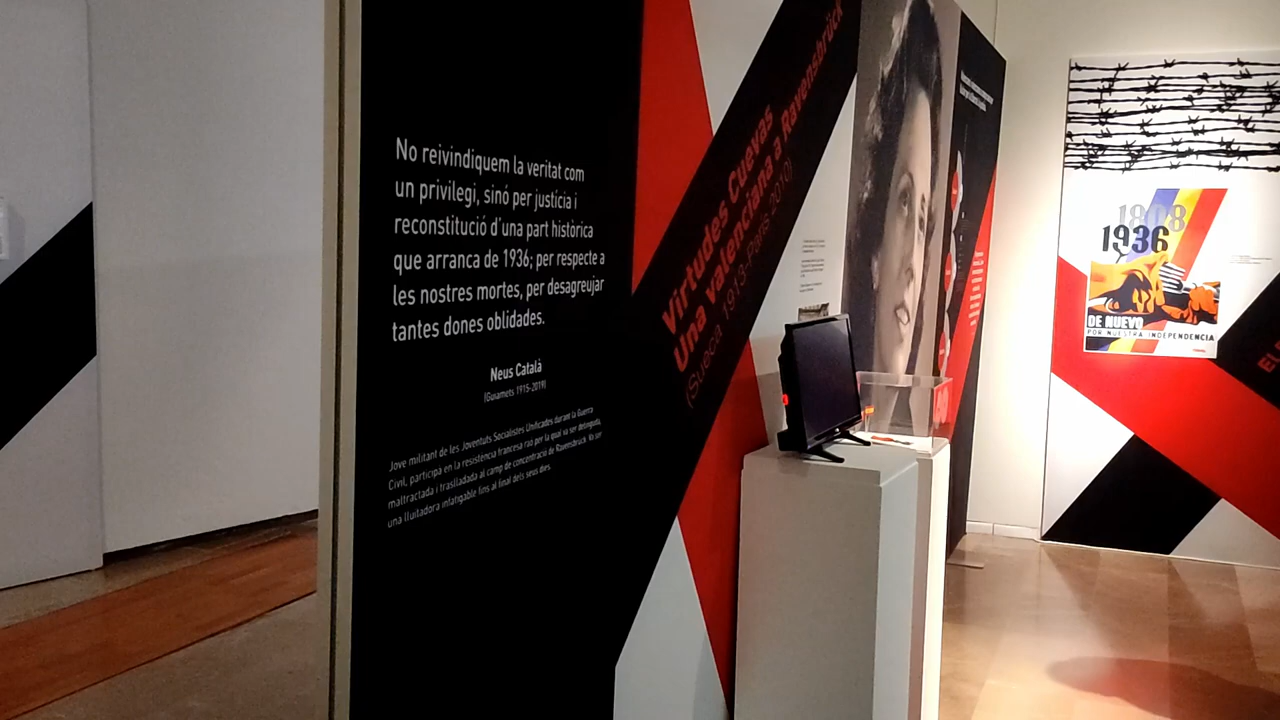 No reivindiquem la veritat com
un privilegi, sinó per justícia i
reconstitució d'una part històrica
que arranca de 1936; per respecte a
les nostres mortes, per desagreujar
tantes dones oblidades.
Neus Català
(Guiamets 1915-2019)
Jove militant de les Joventuts Socialistes Unificades durant la Guerra
Civil, participa en la resistència francesa raó per la qual va ser detinguda,
maltractada i traslladada al camp de concentració de Ravensbrück. Va ser
una lluitadora infatigable fins al final dels seus dies.
Virtudes Cuevas
Una valenciana a Ravensbrück
(Sueca 1913-París 2010)
1808
1936
DE NUEVO
POR NUESTRA INDEPENDENCIA